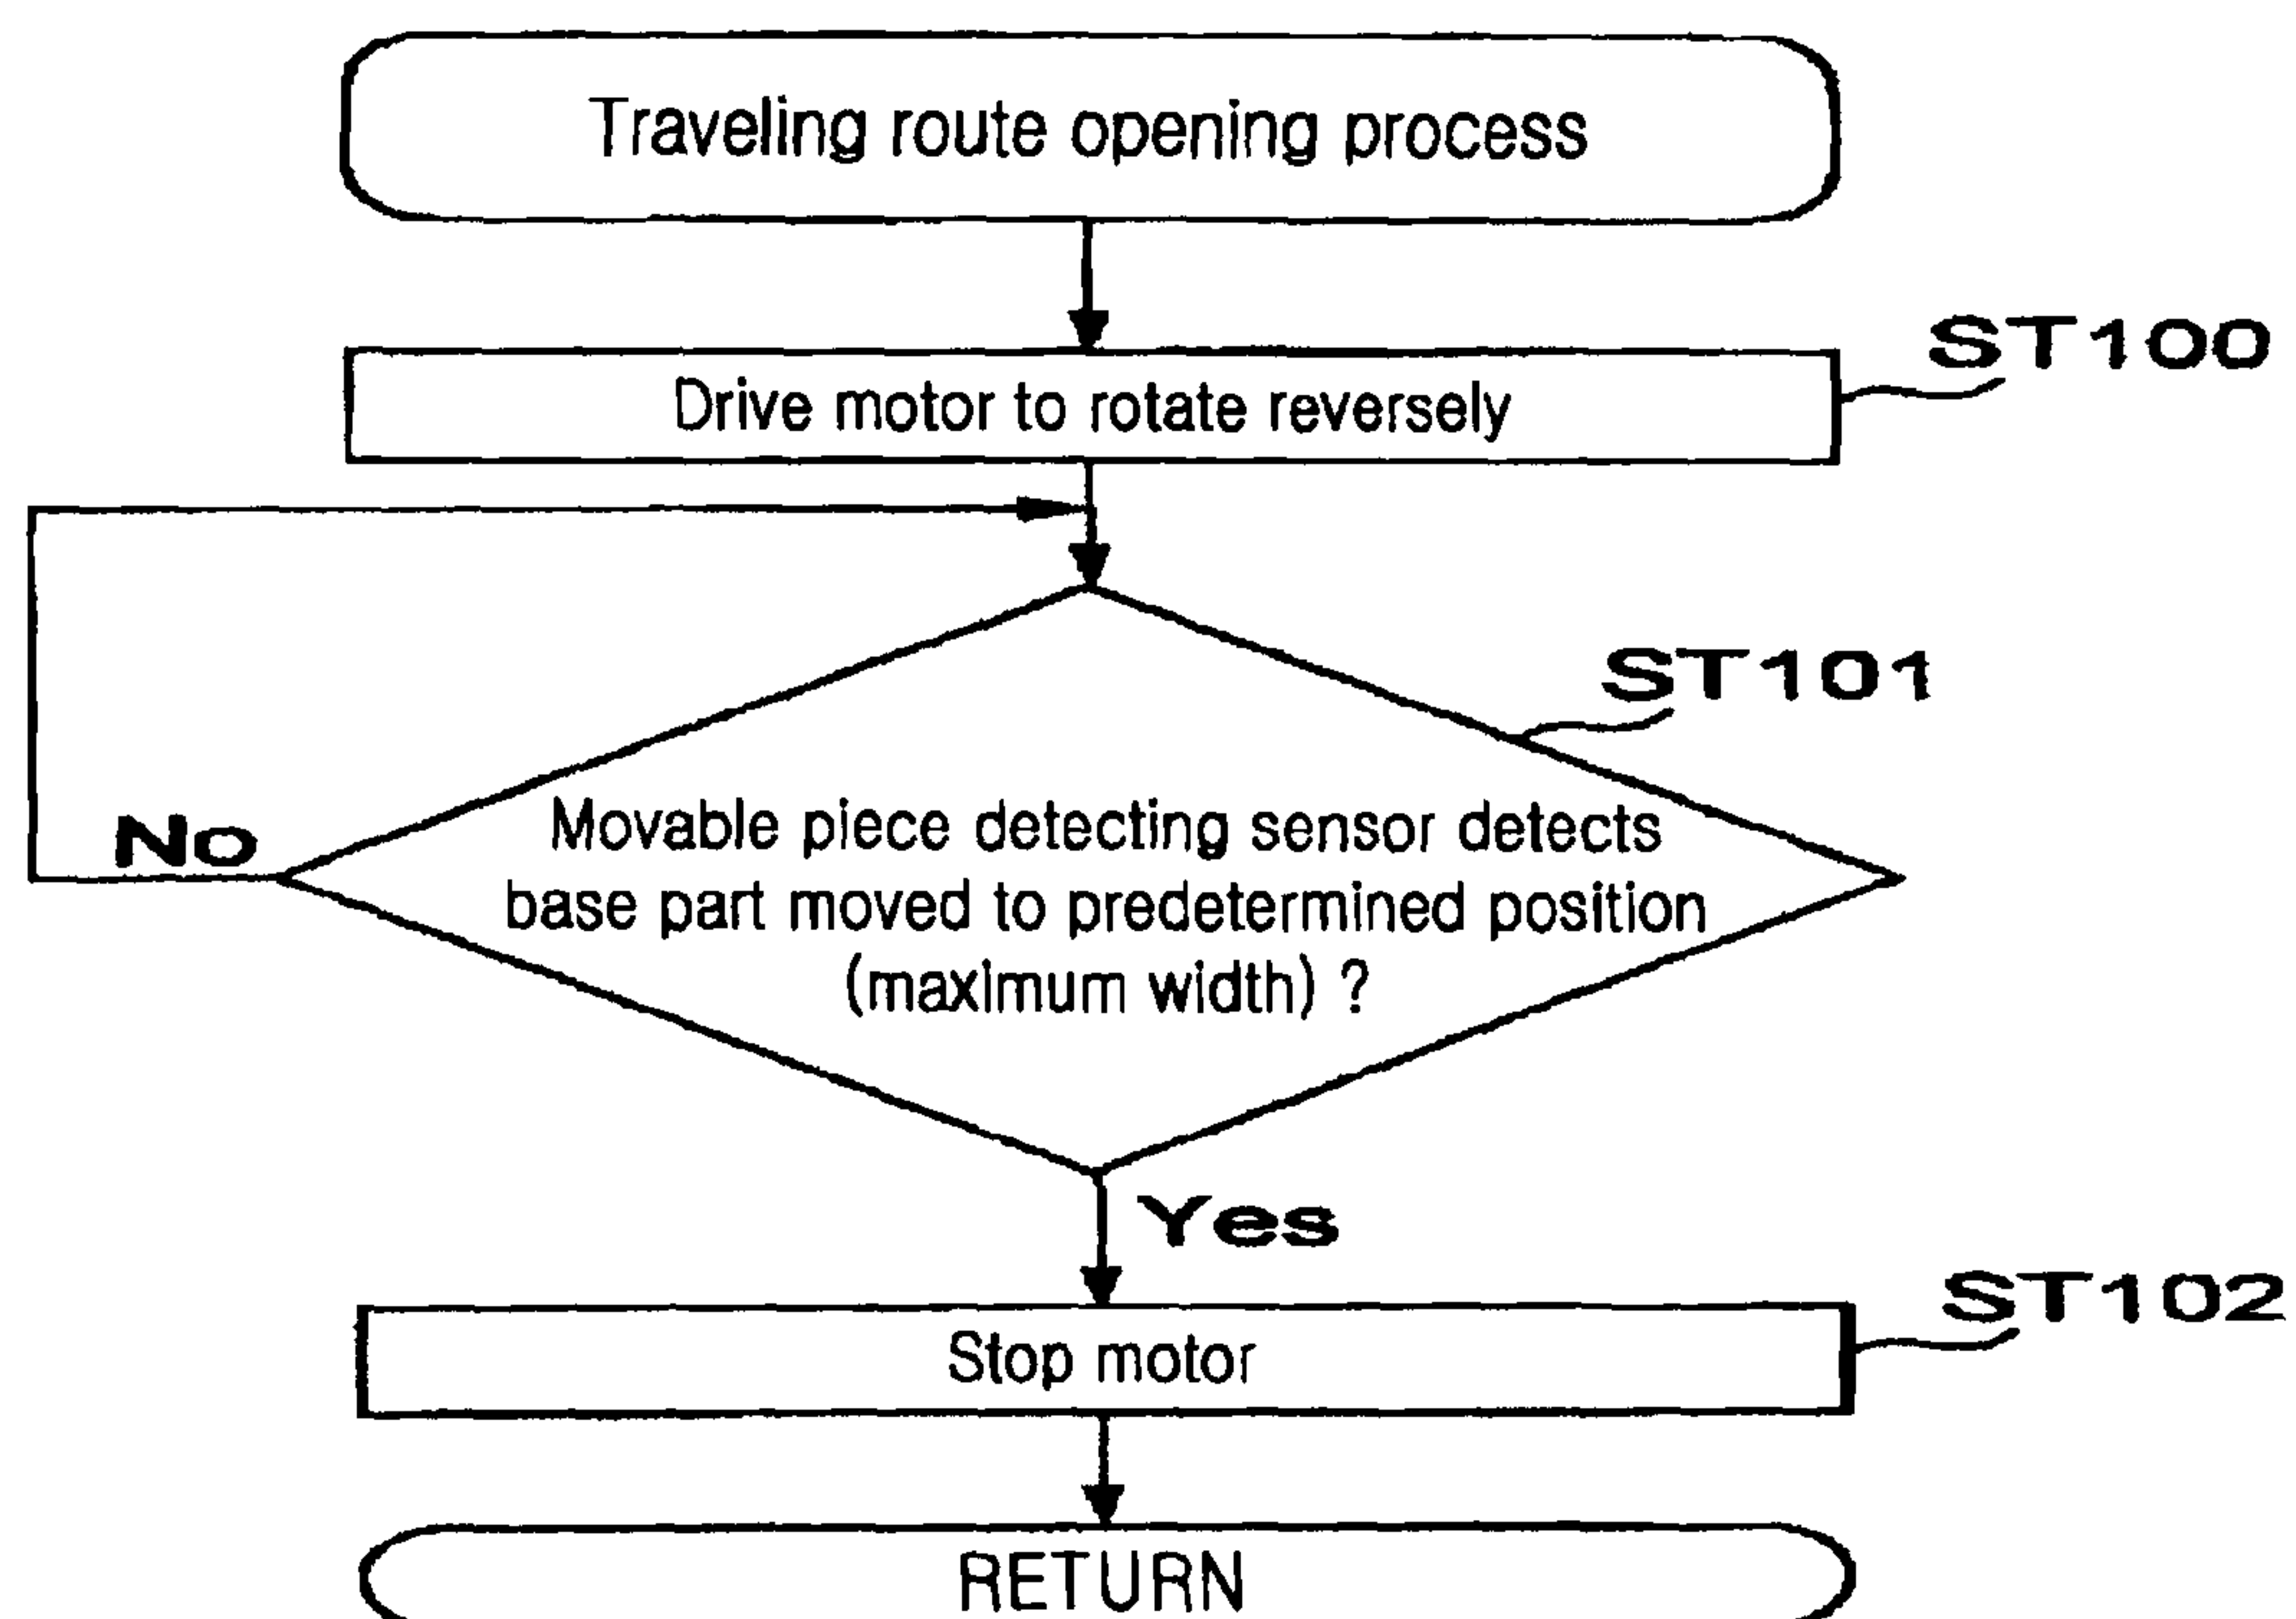 Traveling route opening process
ST100
Drive motor to rotate reversely
ST101
No
Movable piece detecting sensor detects
base part moved to predetermined position
(maximum width) ?
Yes
ST102
Stop motor
RETURN